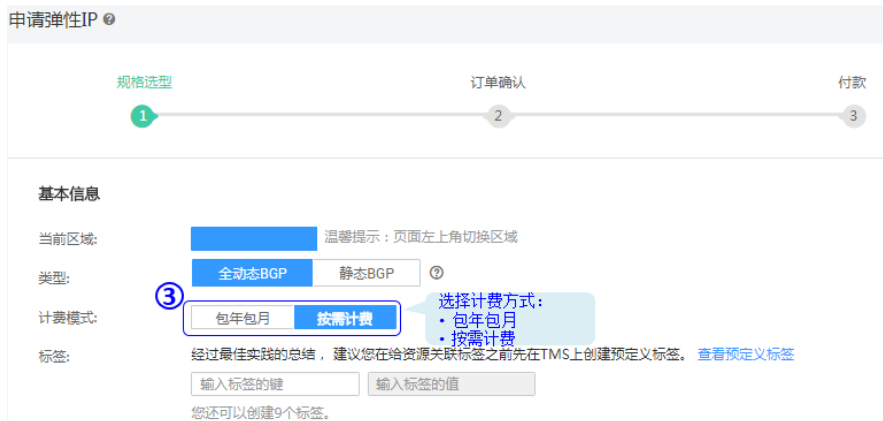 申请弹性IP
规格选型 订单确认 付款
1 2 3
基本信息
当前区域: 温馨提示：页面左上角切换区域
类型: 全动态BGP 静态BGP
③ 选择计费方式：
计费模式: 包年包月 按需计费 • 包年包月
• 按需计费
标签: 经过最佳实践的总结，建议您在给资源关联标签之前先在TMS上创建预定义标签。 查看预定义标签
输入标签的键 输入标签的值
您还可以创建9个标签。